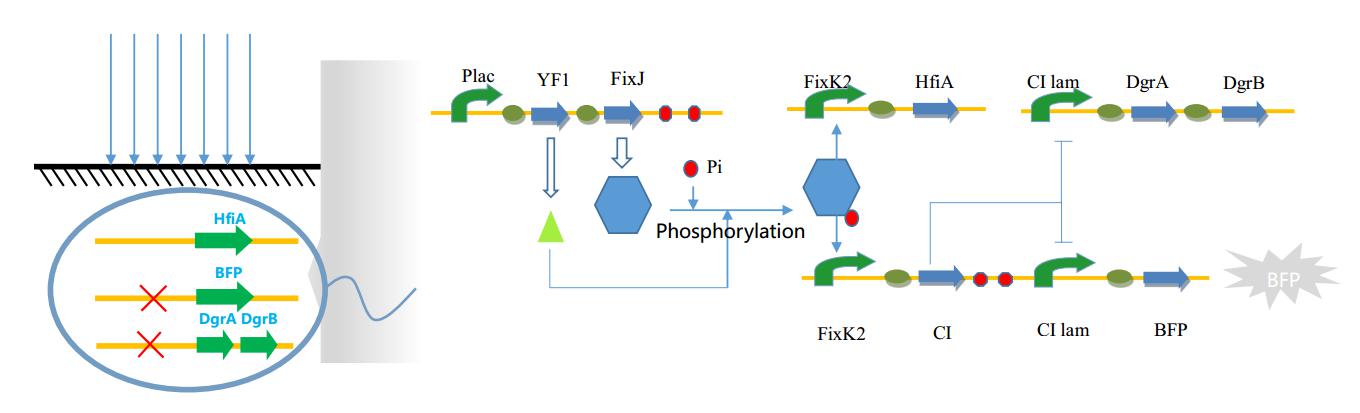 HfiA
BFP
DgrA DgrB
Plac
YF1
FixJ
Pi
Phosphorylation
FixK2
HfiA
CI lam
DgrA
DgrB
FixK2
CI
CI lam
BFP
BFP